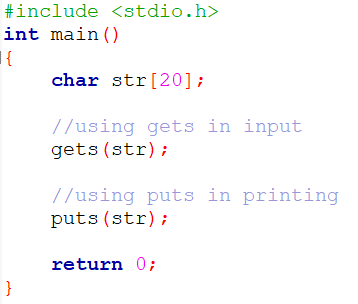 #include <stdio.h>
int main()
{
    char str[20];
    //using gets in input
    gets(str);
    //using puts in printing
    puts(str);
    return 0;
}